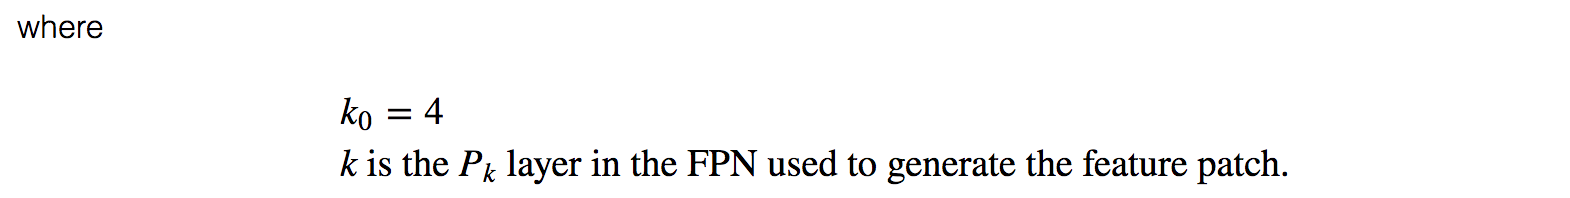 where
k₀ = 4
k is the Pₖ layer in the FPN used to generate the feature patch.